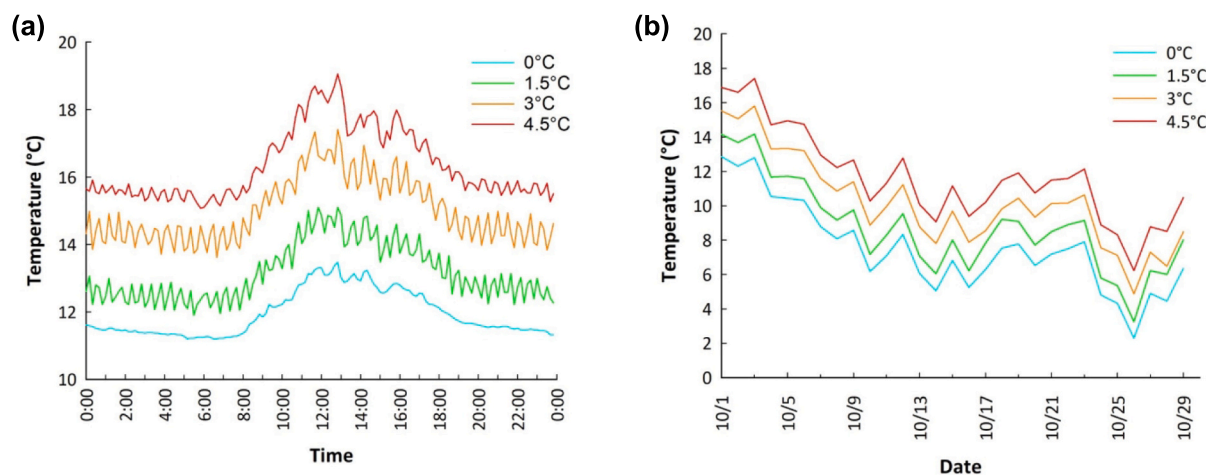 (a)
20
18
16
14
12
10
Temperature (°C)
0°C
1.5°C
3°C
4.5°C
0:00
2:00
4:00
6:00
8:00
10:00
12:00
14:00
16:00
18:00
20:00
22:00
0:00
Time
(b)
20
18
16
14
12
10
8
6
4
2
0
Temperature (°C)
0°C
1.5°C
3°C
4.5°C
10/1
10/5
10/9
10/13
10/17
10/21
10/25
10/29
Date